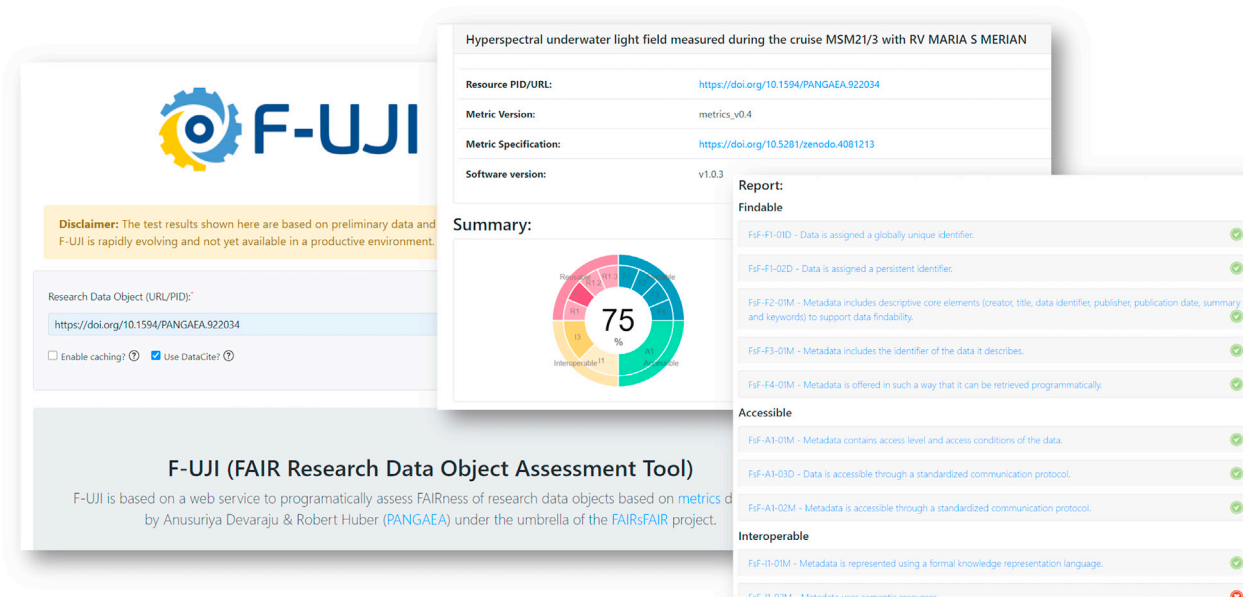 F-UJI
Disclaimer: The test results shown here are based on preliminary data and
F-UJI is rapidly evolving and not yet available in a productive environment.
Research Data Object (URL/PID):*
https://doi.org/10.1594/PANGAEA.922034
Enable caching? ? Use DataCite? ?
F-UJI (FAIR Research Data Object Assessment Tool)
F-UJI is based on a web service to programatically assess FAIRness of research data objects based on metrics d
by Anusuriya Devaraju & Robert Huber (PANGAEA) under the umbrella of the FAIRsFAIR project.
Hyperspectral underwater light field measured during the cruise MSM21/3 with RV MARIA S MERIAN
Resource PID/URL: https://doi.org/10.1594/PANGAEA.922034
Metric Version: metrics_v0.4
Metric Specification: https://doi.org/10.5281/zenodo.4081213
Software version: v1.0.3
Summary:
Reusable R1.3
R1.2
R1
75
%
I3
A1
Interoperable I1 Accessible
Report:
Findable
FsF-F1-01D - Data is assigned a globally unique identifier.
FsF-F1-02D - Data is assigned a persistent identifier.
FsF-F2-01M - Metadata includes descriptive core elements (creator, title, data identifier, publisher, publication date, summary
and keywords) to support data findability.
FsF-F3-01M - Metadata includes the identifier of the data it describes.
FsF-F4-01M - Metadata is offered in such a way that it can be retrieved programmatically.
Accessible
FsF-A1-01M - Metadata contains access level and access conditions of the data.
FsF-A1-03D - Data is accessible through a standardized communication protocol.
FsF-A1-02M - Metadata is accessible through a standardized communication protocol.
Interoperable
FsF-I1-01M - Metadata is represented using a formal knowledge representation language.
FsF-I1-02M - Metadata uses semantic resources